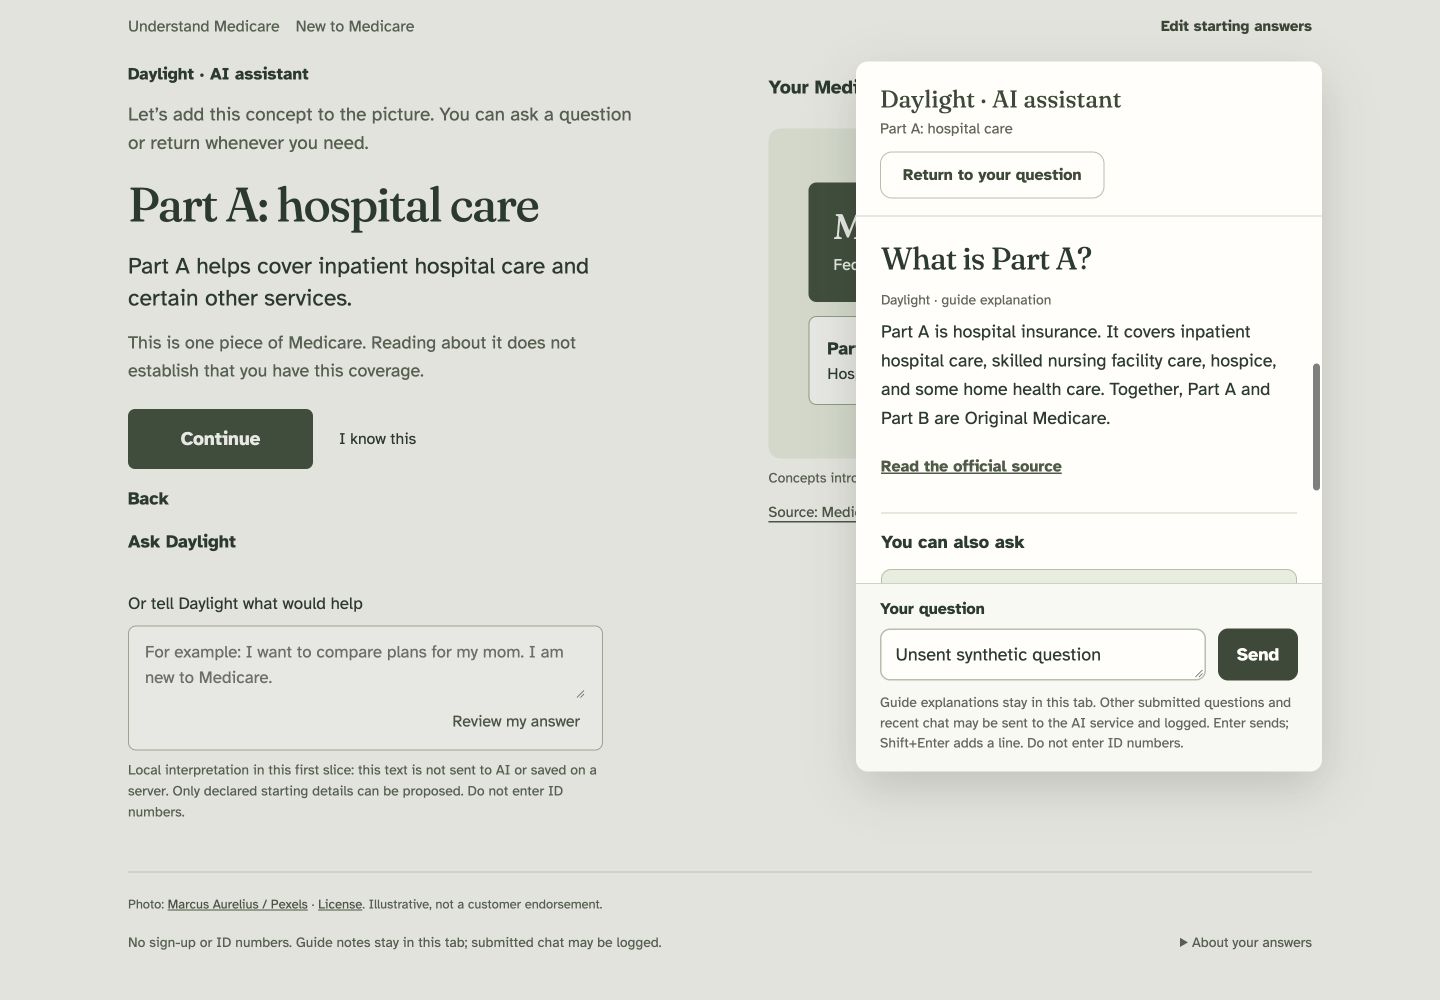 Understand Medicare New to Medicare
Edit starting answers
Daylight · AI assistant
Let’s add this concept to the picture. You can ask a question
or return whenever you need.
Part A: hospital care
Part A helps cover inpatient hospital care and
certain other services.
This is one piece of Medicare. Reading about it does not
establish that you have this coverage.
Continue
I know this
Back
Ask Daylight
Or tell Daylight what would help
For example: I want to compare plans for my mom. I am
new to Medicare.
Review my answer
Local interpretation in this first slice: this text is not sent to AI or saved on a
server. Only declared starting details can be proposed. Do not enter ID
numbers.
Your Medi
M
Fed
Par
Hos
Concepts intro
Source: Medi
Daylight · AI assistant
Part A: hospital care
Return to your question
What is Part A?
Daylight · guide explanation
Part A is hospital insurance. It covers inpatient
hospital care, skilled nursing facility care, hospice,
and some home health care. Together, Part A and
Part B are Original Medicare.
Read the official source
You can also ask
Your question
Unsent synthetic question
Send
Guide explanations stay in this tab. Other submitted questions and
recent chat may be sent to the AI service and logged. Enter sends;
Shift+Enter adds a line. Do not enter ID numbers.
Photo: Marcus Aurelius / Pexels · License. Illustrative, not a customer endorsement.
No sign-up or ID numbers. Guide notes stay in this tab; submitted chat may be logged.
About your answers